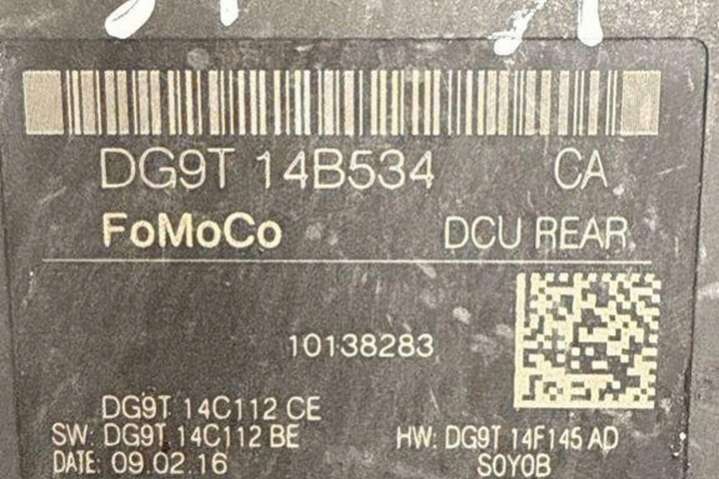 DG9T 14B534 CA
FoMoCo DCU REAR
10138283
DG9T 14C112 CE
SW: DG9T 14C112 BE HW: DG9T 14F145 AD
DATE: 09.02.16 S0Y0B